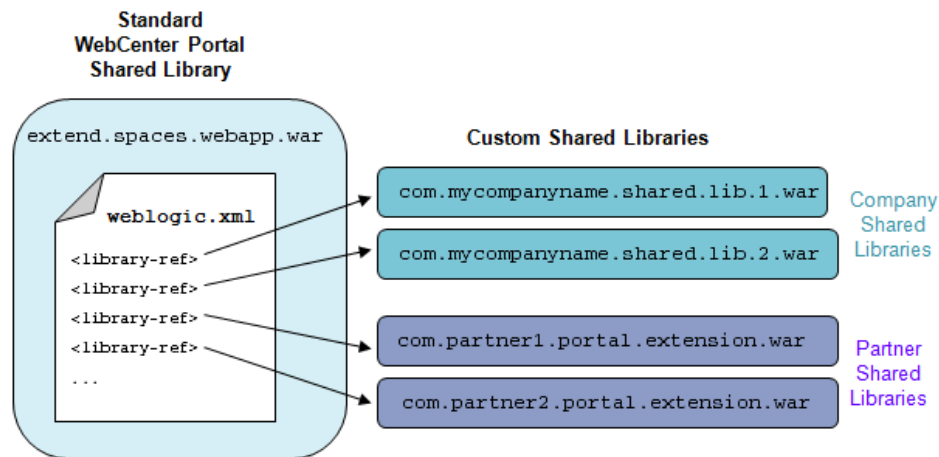 Standard
WebCenter Portal
Shared Library
extend.spaces.webapp.war
weblogic.xml
<library-ref>
<library-ref>
<library-ref>
<library-ref>
...
Custom Shared Libraries
com.mycompanyname.shared.lib.1.war
com.mycompanyname.shared.lib.2.war
Company
Shared
Libraries
com.partner1.portal.extension.war
com.partner2.portal.extension.war
Partner
Shared
Libraries